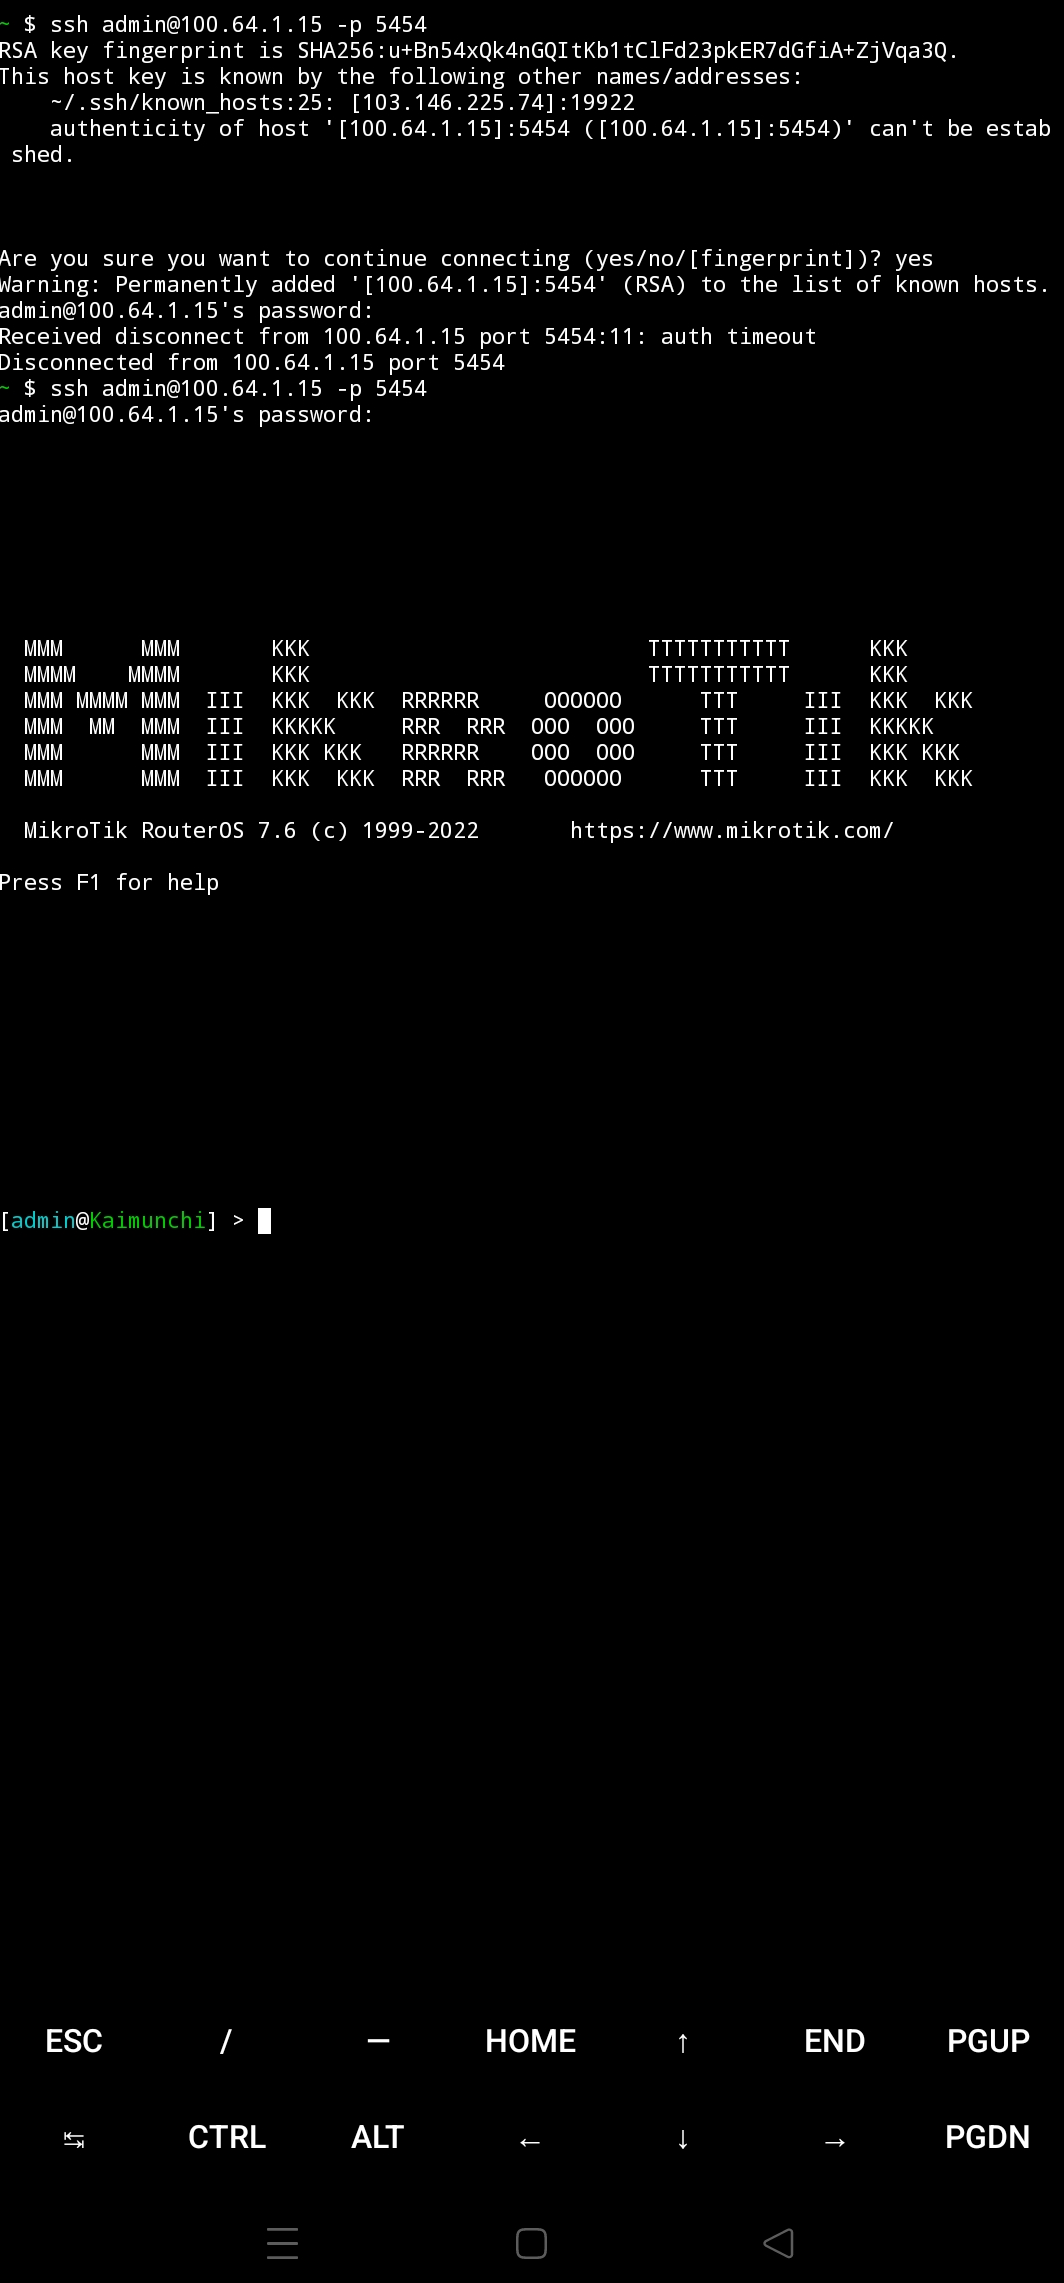 ~ $ ssh admin@100.64.1.15 -p 5454
RSA key fingerprint is SHA256:u+Bn54xQk4nGQItKb1tClFd23pkER7dGfiA+ZjVqa3Q.
This host key is known by the following other names/addresses:
    ~/.ssh/known_hosts:25: [103.146.225.74]:19922
    authenticity of host '[100.64.1.15]:5454 ([100.64.1.15]:5454)' can't be estab
 shed.
Are you sure you want to continue connecting (yes/no/[fingerprint])? yes
Warning: Permanently added '[100.64.1.15]:5454' (RSA) to the list of known hosts.
admin@100.64.1.15's password:
Received disconnect from 100.64.1.15 port 5454:11: auth timeout
Disconnected from 100.64.1.15 port 5454
~ $ ssh admin@100.64.1.15 -p 5454
admin@100.64.1.15's password:
  MMM      MMM       KKK                          TTTTTTTTTTT      KKK
  MMMM    MMMM       KKK                          TTTTTTTTTTT      KKK
  MMM MMMM MMM  III  KKK  KKK  RRRRRR     OOOOOO      TTT     III  KKK  KKK
  MMM  MM  MMM  III  KKKKK     RRR  RRR  OOO  OOO     TTT     III  KKKKK
  MMM      MMM  III  KKK KKK   RRRRRR    OOO  OOO     TTT     III  KKK KKK
  MMM      MMM  III  KKK  KKK  RRR  RRR   OOOOOO      TTT     III  KKK  KKK
  MikroTik RouterOS 7.6 (c) 1999-2022       https://www.mikrotik.com/
Press F1 for help
[admin@Kaimunchi] >
ESC / — HOME ↑ END PGUP
↹ CTRL ALT ← ↓ → PGDN